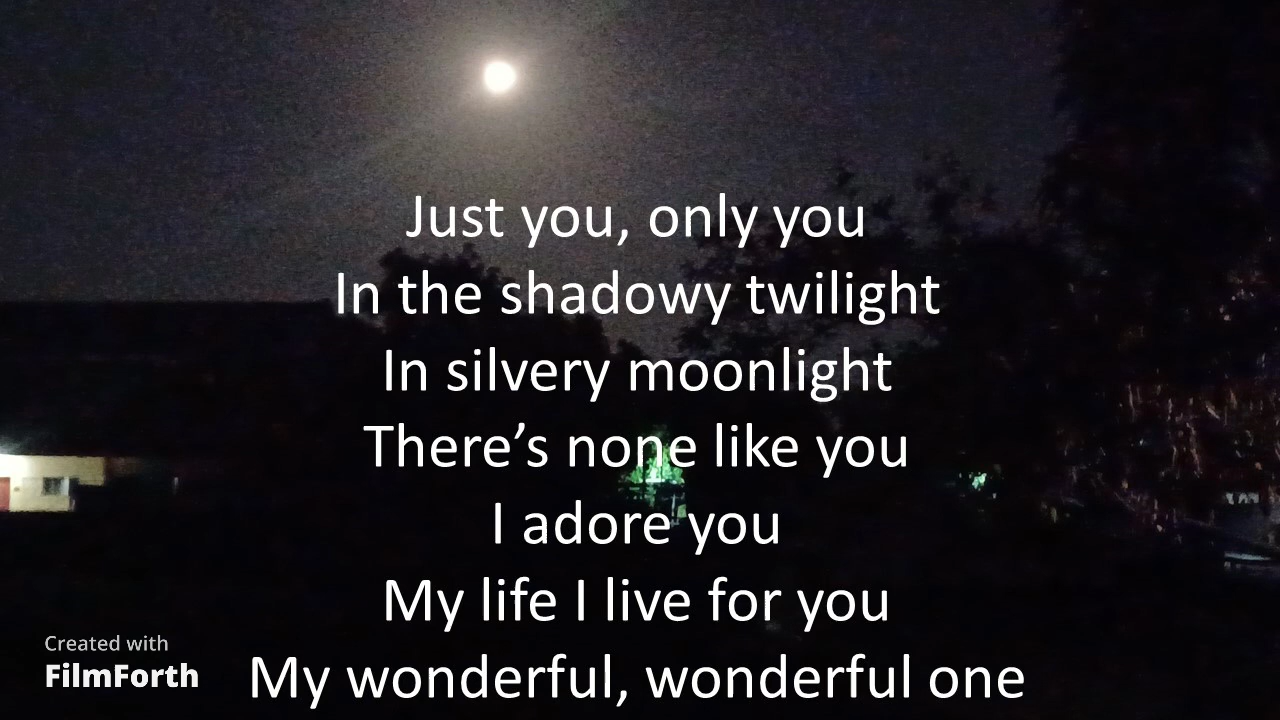 Just you, only you
In the shadowy twilight
In silvery moonlight
There’s none like you
I adore you
My life I live for you
My wonderful, wonderful one
Created with
FilmForth